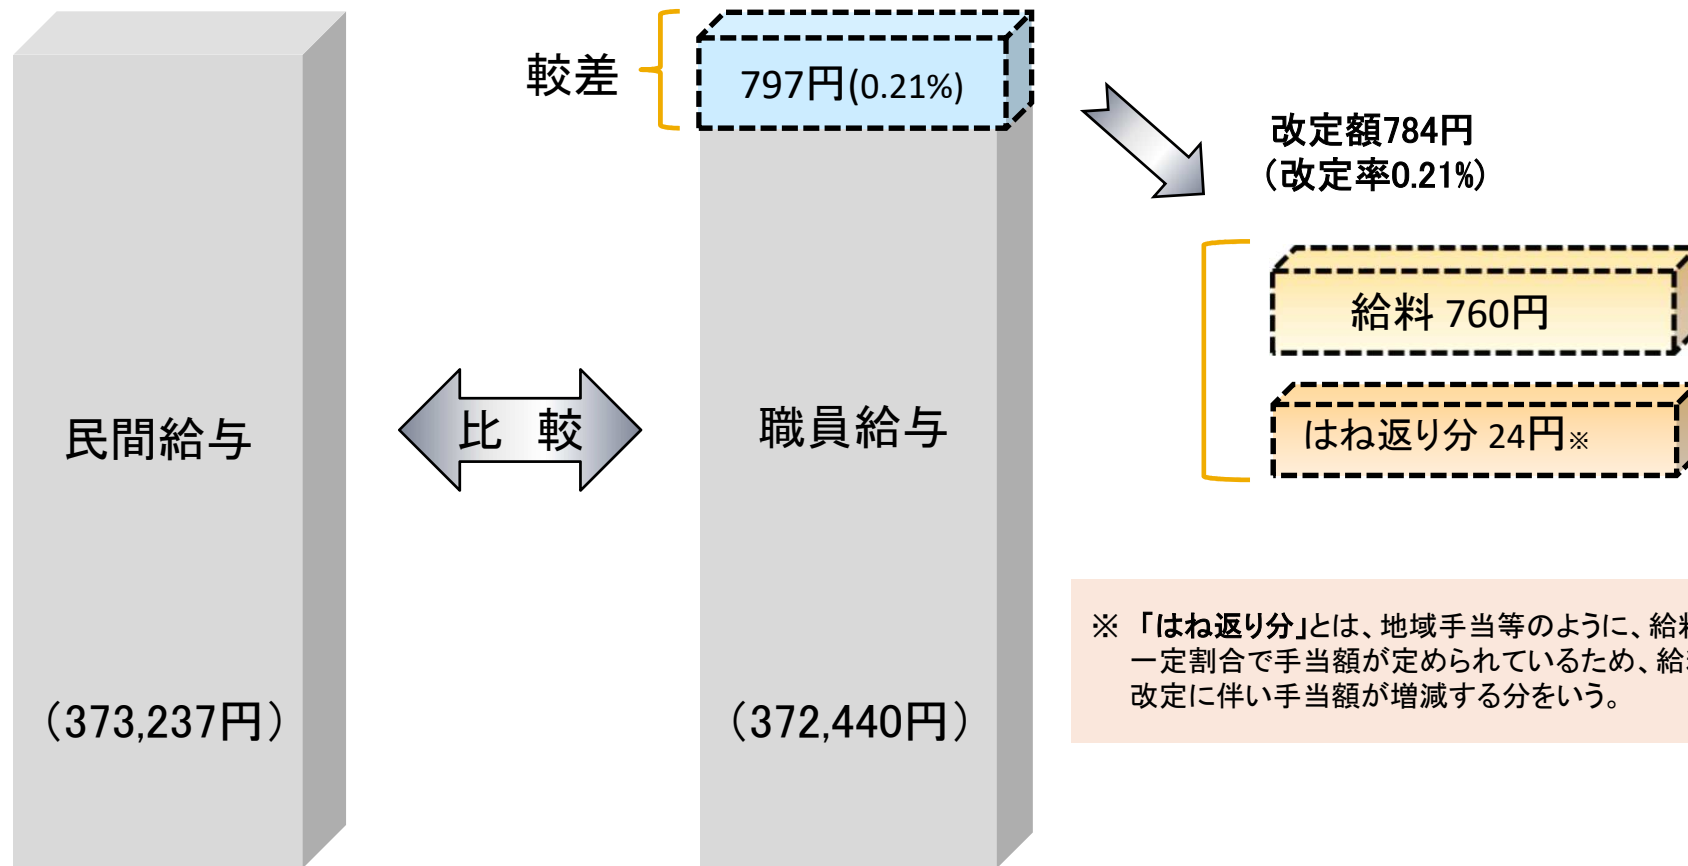 較差
797円(0.21%)
改定額784円
（改定率0.21%）
給料 760円
はね返り分 24円※
民間給与
比 較
職員給与
（373,237円）
（372,440円）
※ 「はね返り分」とは、地域手当等のように、給料
一定割合で手当額が定められているため、給料
改定に伴い手当額が増減する分をいう。